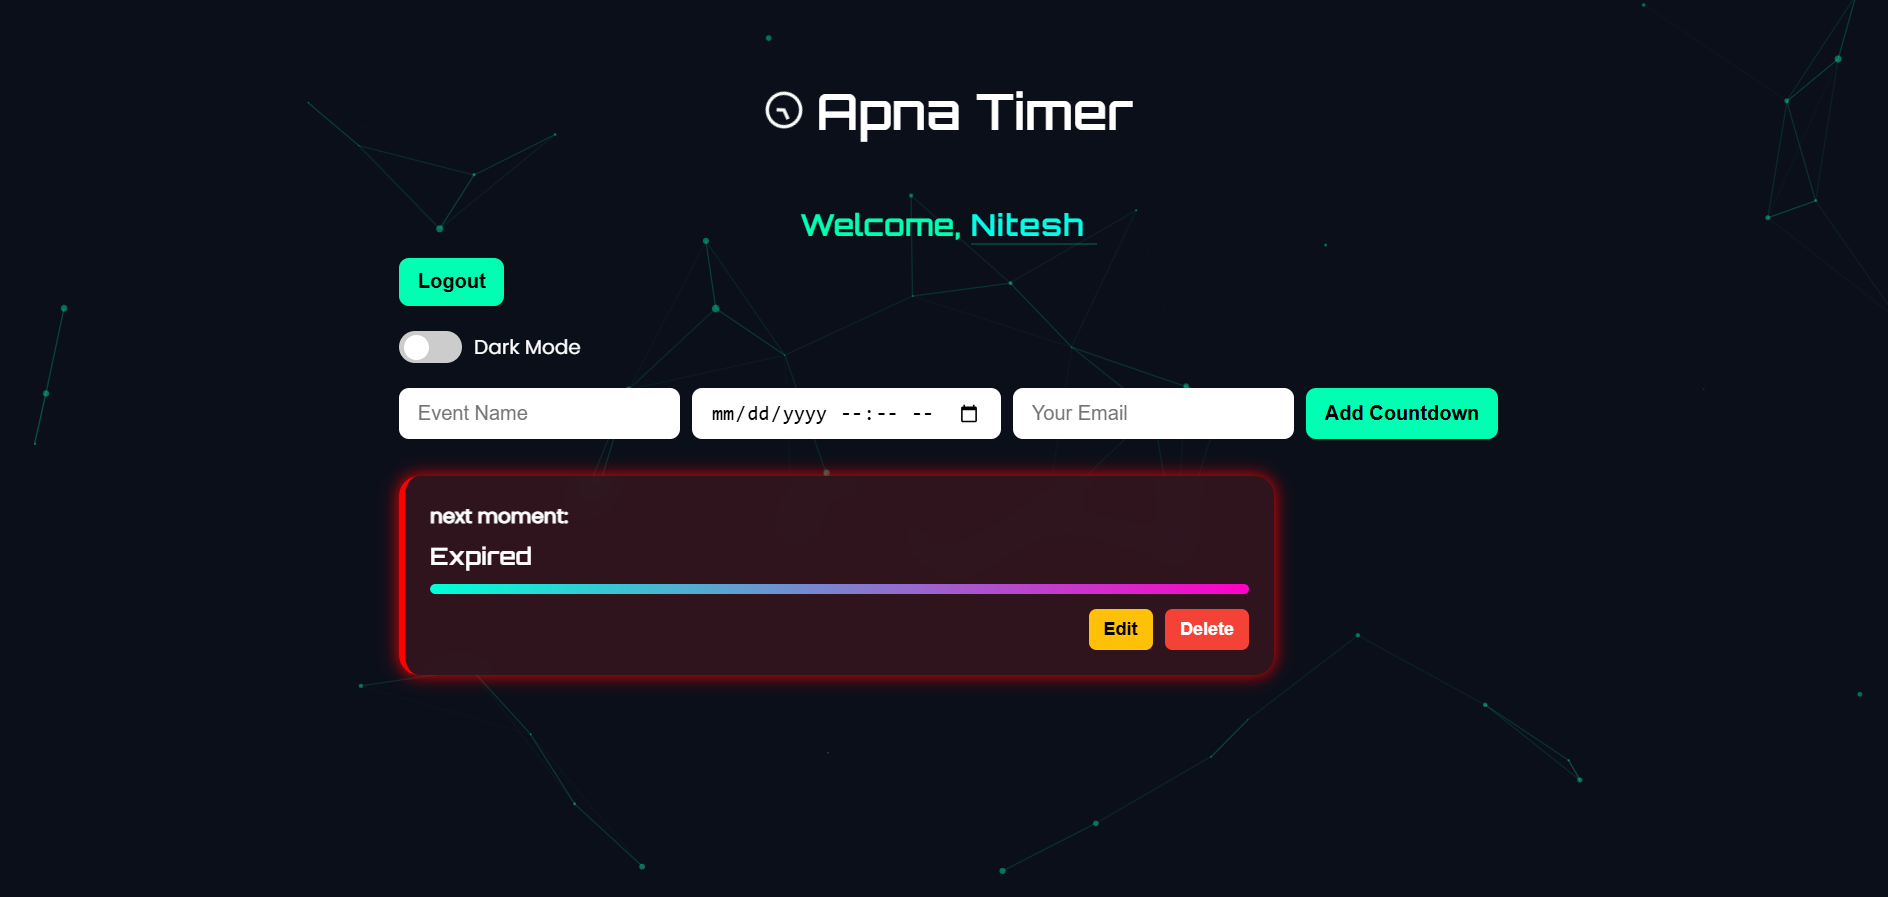 Apna Timer
Welcome, Nitesh
Logout
Dark Mode
Event Name
mm/dd/yyyy --:-- --
Your Email
Add Countdown
next moment:
Expired
Edit
Delete